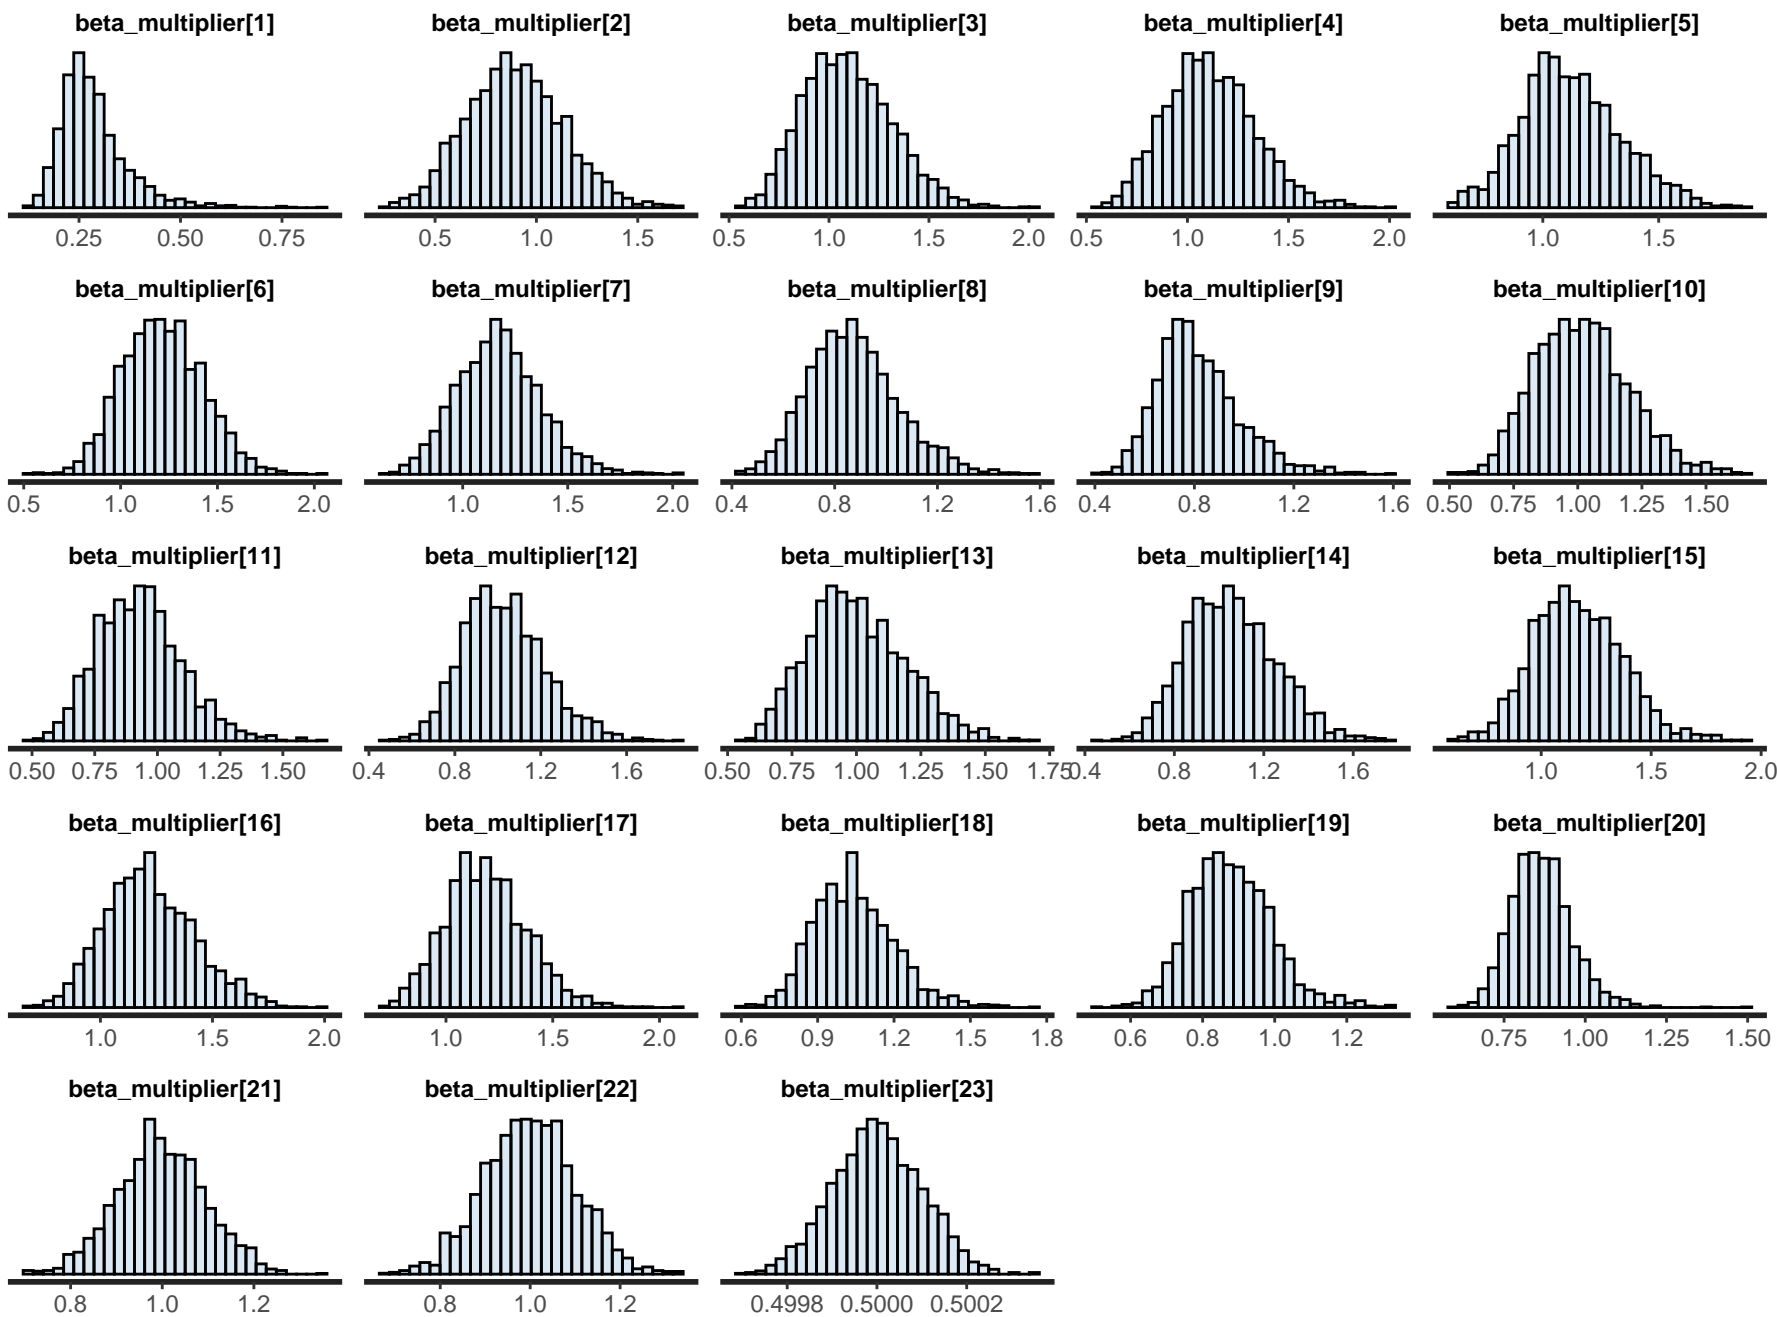 beta_multiplier[1] beta_multiplier[2] beta_multiplier[3] beta_multiplier[4] beta_multiplier[5]
0.25 0.50 0.75 0.5 1.0 1.5 0.5 1.0 1.5 2.0 0.5 1.0 1.5 2.0 1.0 1.5
beta_multiplier[6] beta_multiplier[7] beta_multiplier[8] beta_multiplier[9] beta_multiplier[10]
0.5 1.0 1.5 2.0 1.0 1.5 2.0 0.4 0.8 1.2 1.6 0.4 0.8 1.2 1.6 0.50 0.75 1.00 1.25 1.50
beta_multiplier[11] beta_multiplier[12] beta_multiplier[13] beta_multiplier[14] beta_multiplier[15]
0.50 0.75 1.00 1.25 1.50 0.4 0.8 1.2 1.6 0.50 0.75 1.00 1.25 1.50 1.75 0.4 0.8 1.2 1.6 1.0 1.5 2.0
beta_multiplier[16] beta_multiplier[17] beta_multiplier[18] beta_multiplier[19] beta_multiplier[20]
1.0 1.5 2.0 1.0 1.5 2.0 0.6 0.9 1.2 1.5 1.8 0.6 0.8 1.0 1.2 0.75 1.00 1.25 1.50
beta_multiplier[21] beta_multiplier[22] beta_multiplier[23]
0.8 1.0 1.2 0.8 1.0 1.2 0.4998 0.5000 0.5002